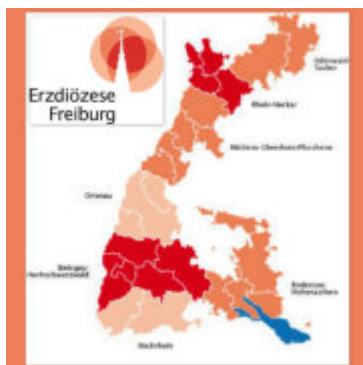 Erzdiözese
Freiburg
Odenwald-
Tauber
Rhein-Neckar
Mittlerer Oberrhein-Pforzheim
Ortenau
Breisgau-
Hochschwarzwald
Bodensee-
Hohenzollern
Hochrhein